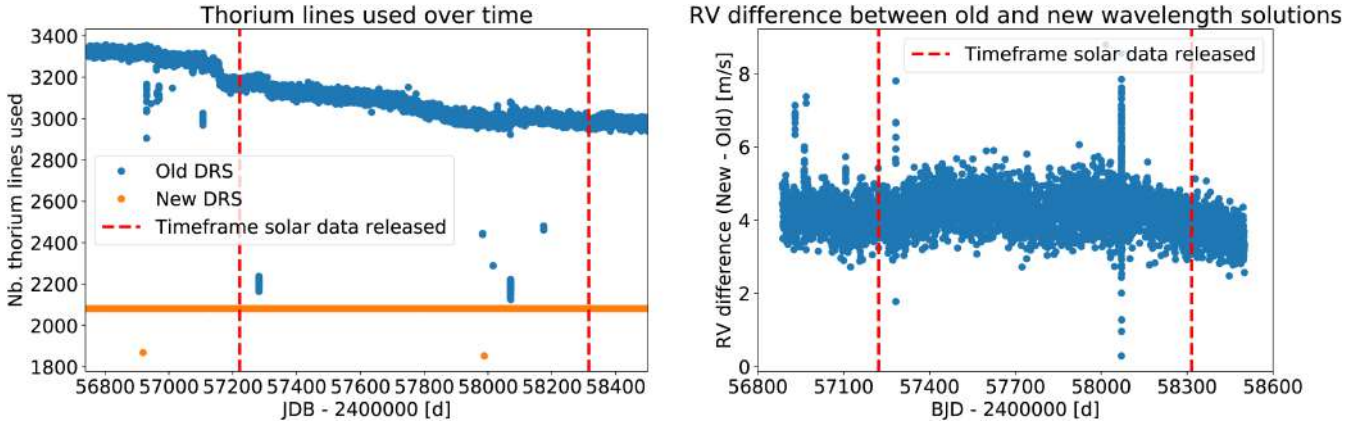 Thorium lines used over time
Nb. thorium lines used
3400
3200
3000
2800
2600
2400
2200
2000
1800
Old DRS
New DRS
Timeframe solar data released
56800 57000 57200 57400 57600 57800 58000 58200 58400
JDB - 2400000 [d]
RV difference between old and new wavelength solutions
RV difference (New - Old) [m/s]
8
6
4
2
0
Timeframe solar data released
56800 57100 57400 57700 58000 58300 58600
BJD - 2400000 [d]